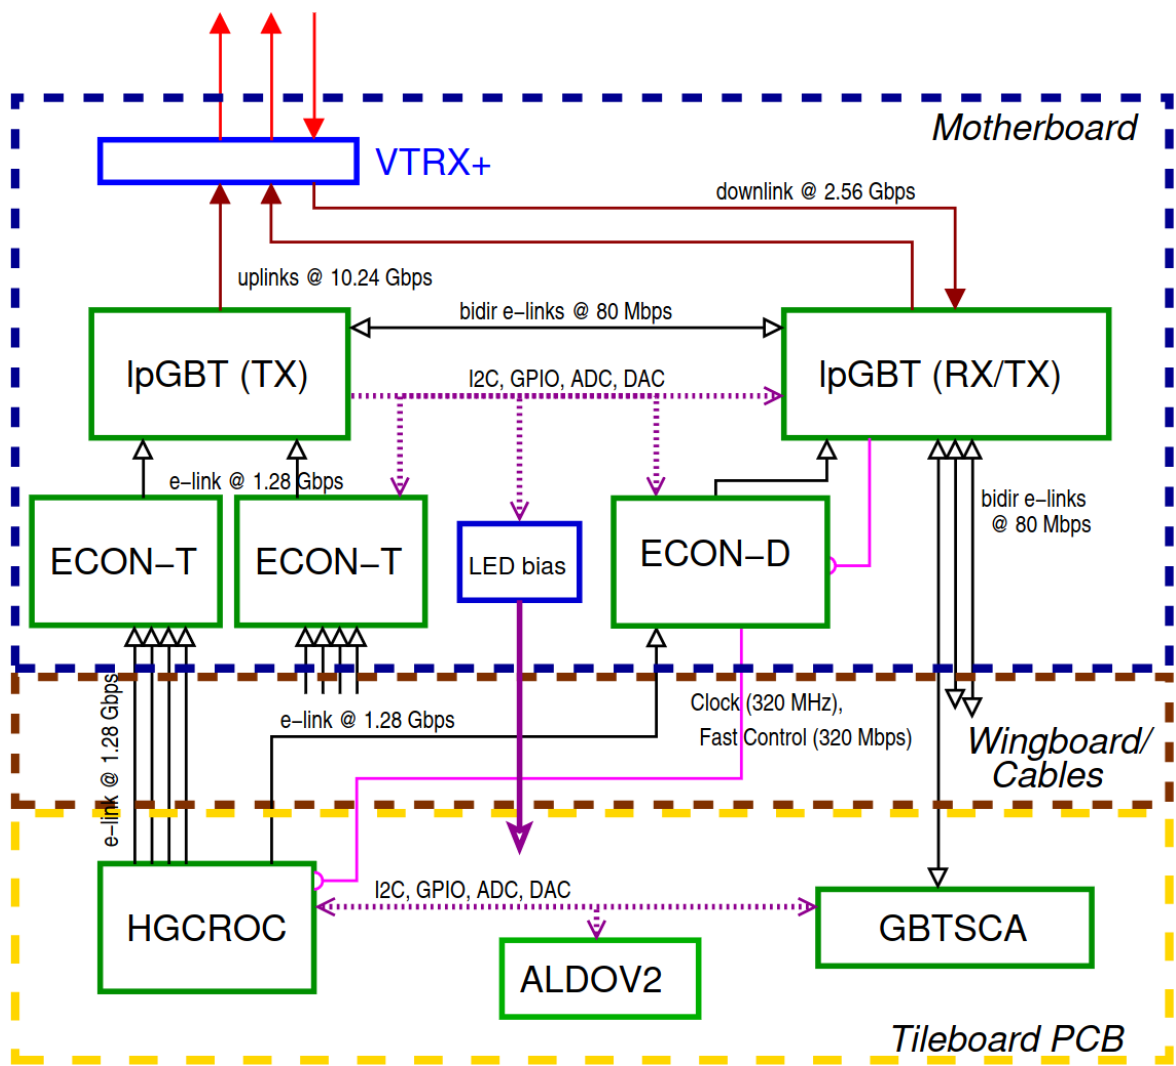 Motherboard
VTRX+
downlink @ 2.56 Gbps
uplinks @ 10.24 Gbps
bidir e-links @ 80 Mbps
lpGBT (TX)
lpGBT (RX/TX)
I2C, GPIO, ADC, DAC
e-link @ 1.28 Gbps
bidir e-links
@ 80 Mbps
ECON-T
ECON-T
LED bias
ECON-D
e-link @ 1.28 Gbps
e-link @ 1.28 Gbps
Clock (320 MHz),
Fast Control (320 Mbps)
Wingboard/
Cables
I2C, GPIO, ADC, DAC
HGCROC
GBTSCA
ALDOV2
Tileboard PCB